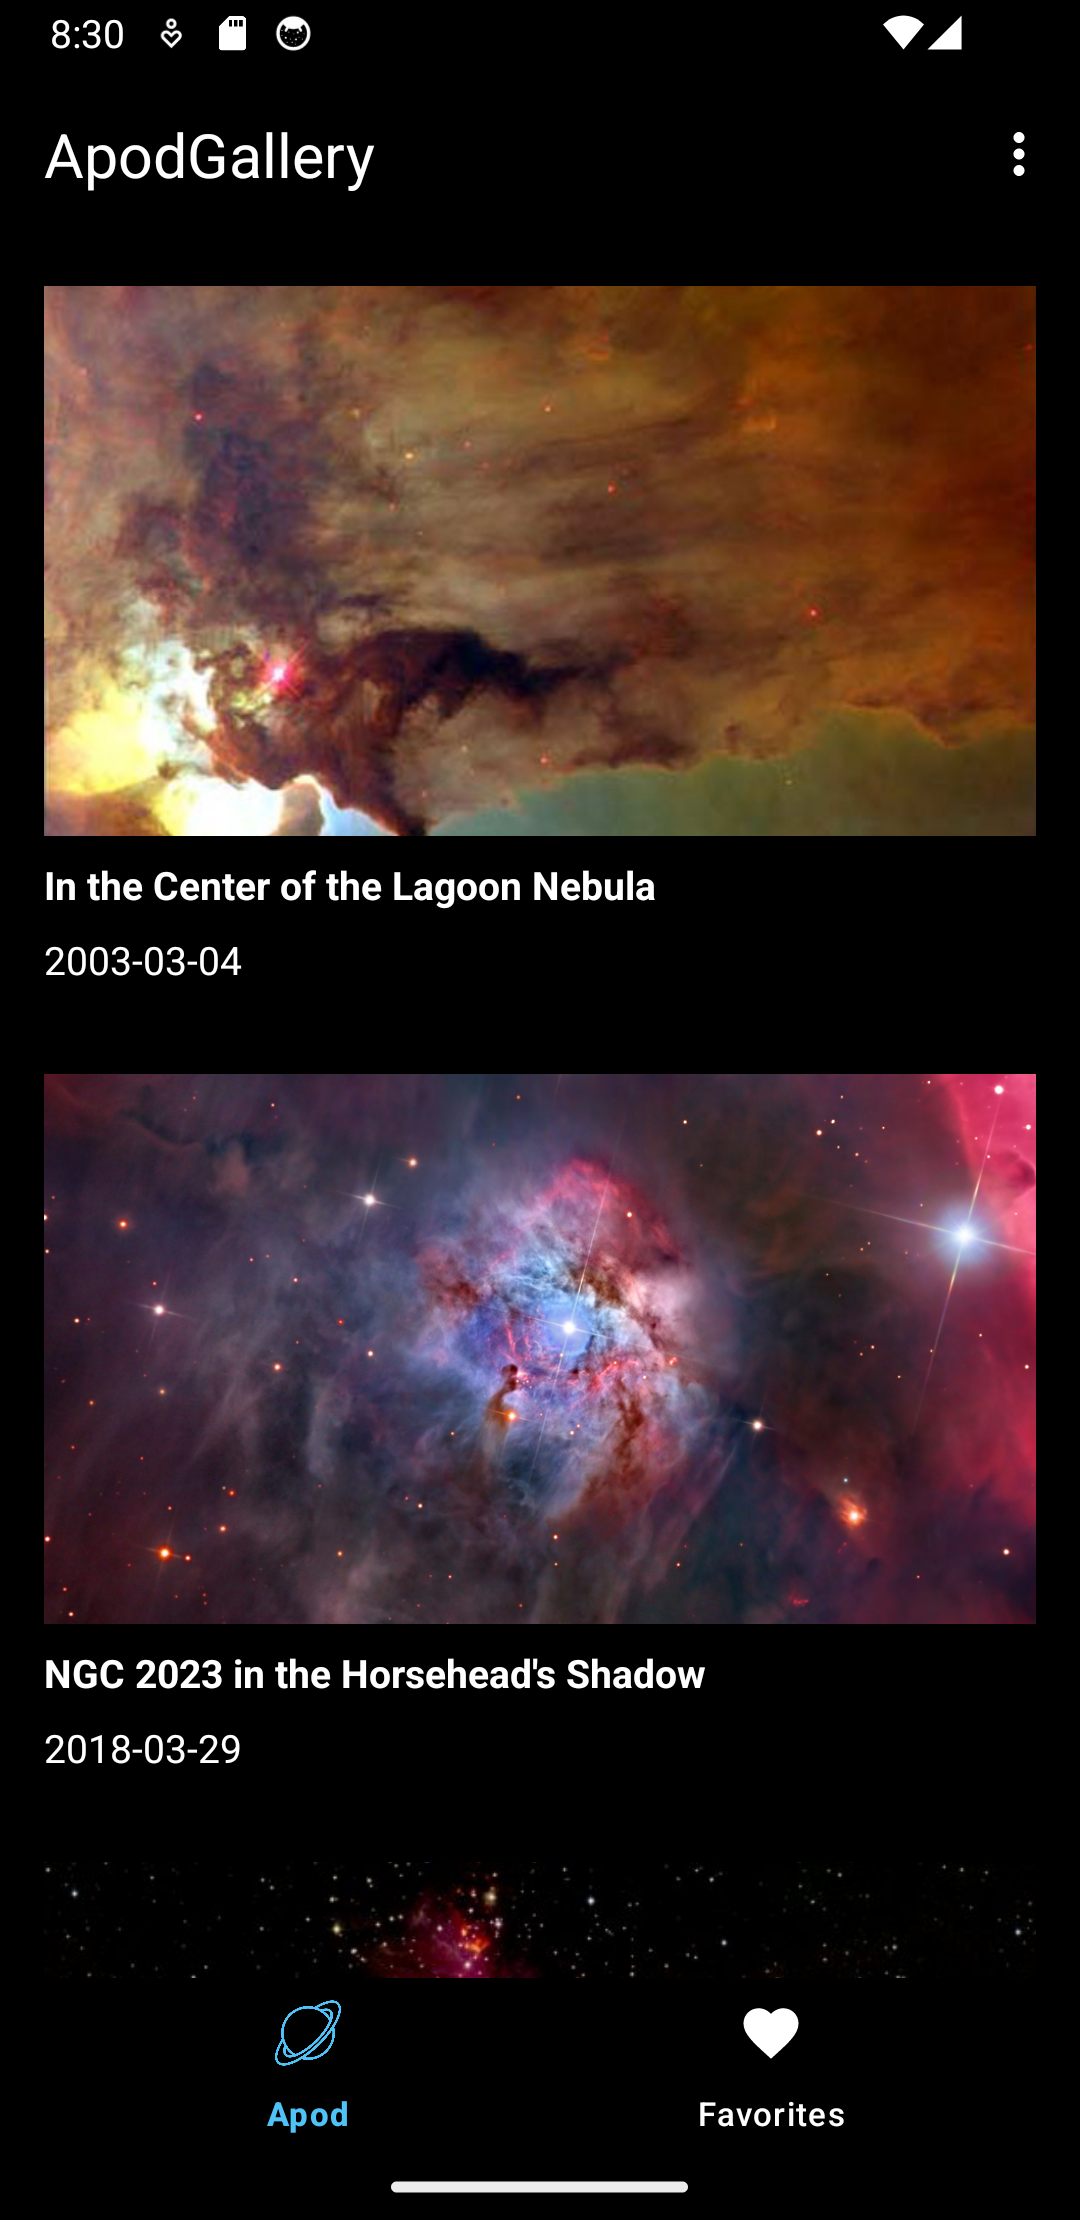 8:30
ApodGallery
In the Center of the Lagoon Nebula
2003-03-04
NGC 2023 in the Horsehead's Shadow
2018-03-29
Apod
Favorites